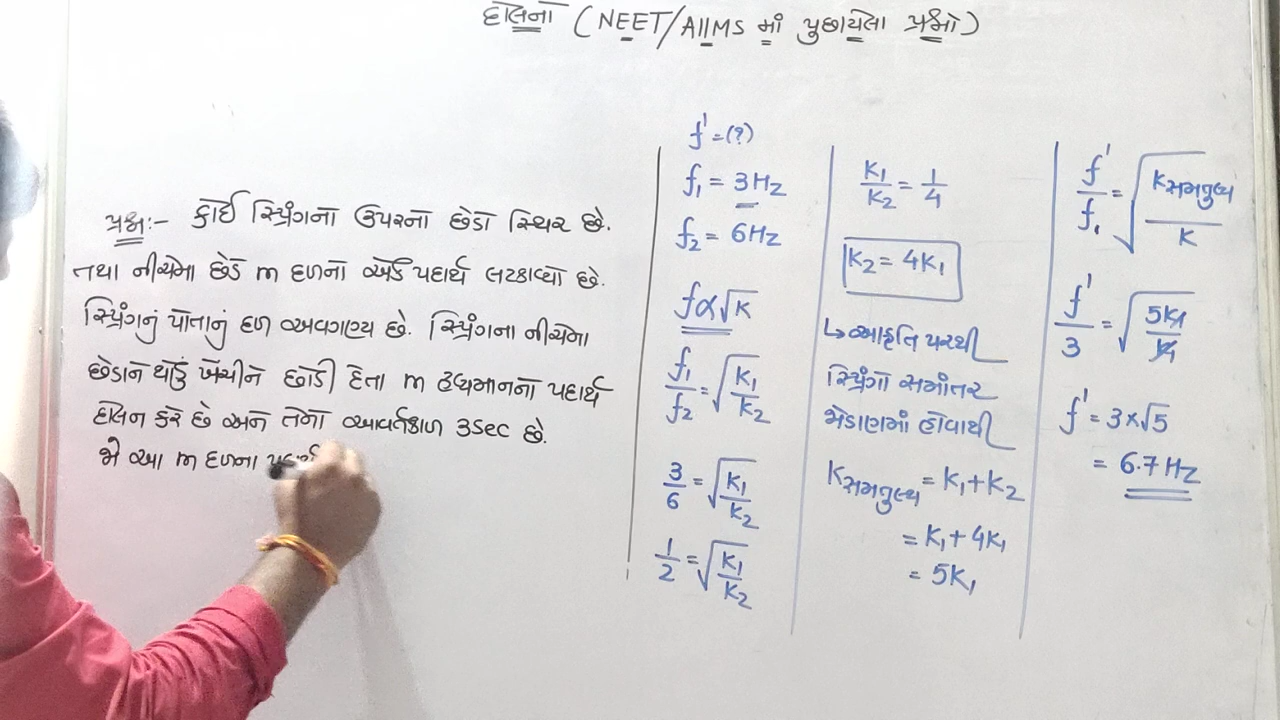 દોલનો (NEET/AIIMS માં પુછાયેલા પ્રશ્નો)
પ્રશ્ન:- કોઈ સ્પ્રિંગના ઉપરના છેડા સ્થિર છે.
તથા નીચેના છેડે m દળના એક પદાર્થ લટકાવ્યો છે.
સ્પ્રિંગનું પોતાનું દળ અવગણ્ય છે. સ્પ્રિંગના નીચેના
છેડાને થોડું ખેંચીને છોડી દેતા m દ્રવ્યમાનનો પદાર્થ
દોલન કરે છે અને તેનો આવર્તકાળ 3sec છે.
જો આ m દળના
f' = (?)
f₁ = 3Hz
f₂ = 6Hz
f α √K
f₁/f₂ = √(K₁/K₂)
3/6 = √(K₁/K₂)
1/2 = √(K₁/K₂)
K₁/K₂ = 1/4
K₂ = 4K₁
↳ આકૃતિ પરથી
સ્પ્રિંગો સમાંતર
જોડાણમાં હોવાથી
Kસમતુલ્ય = K₁ + K₂
= K₁ + 4K₁
= 5K₁
f'/f₁ = √(Kસમતુલ્ય/K)
f'/3 = √(5K₁/K₁)
f' = 3×√5
= 6.7 Hz